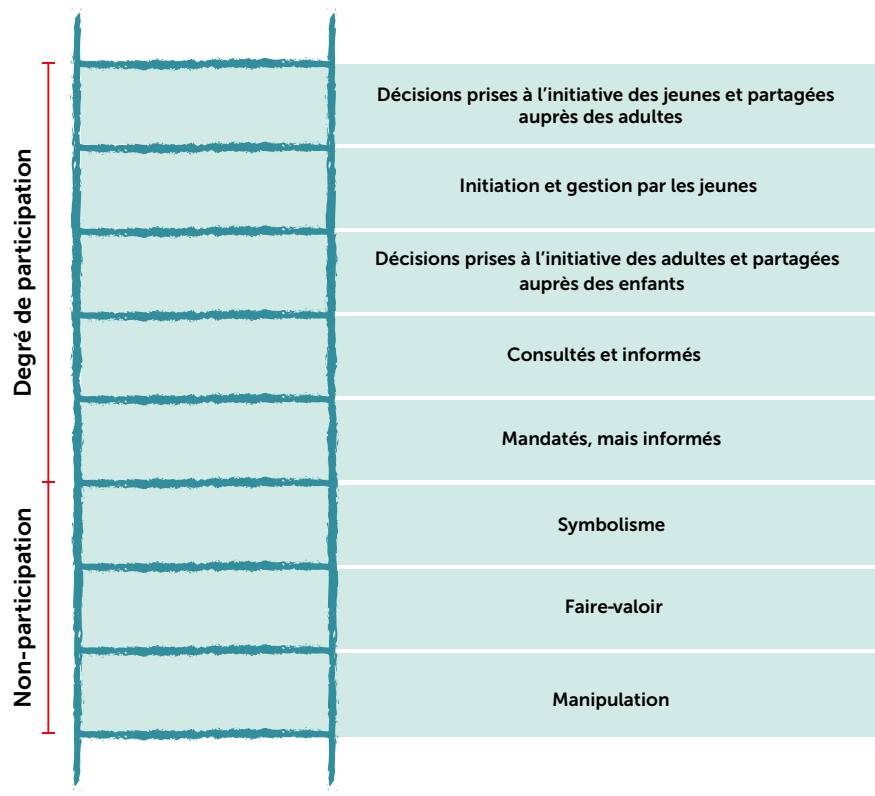 Degré de participation
Décisions prises à l’initiative des jeunes et partagées
auprès des adultes
Initiation et gestion par les jeunes
Décisions prises à l’initiative des adultes et partagées
auprès des enfants
Consultés et informés
Mandatés, mais informés
Non-participation
Symbolisme
Faire-valoir
Manipulation